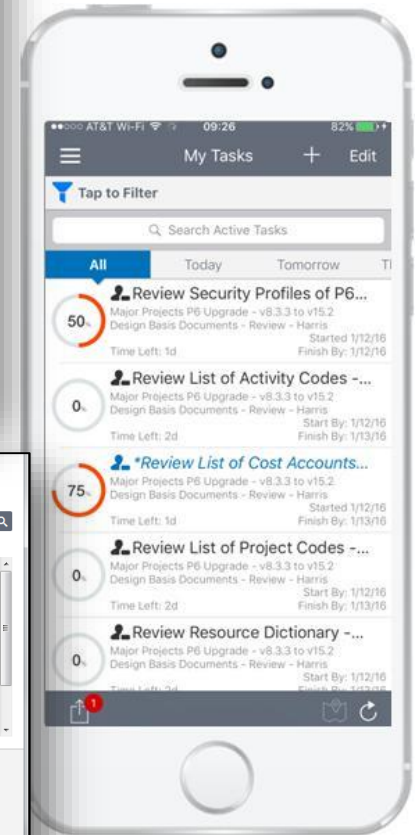 AT&T Wi-Fi 09:26 82%
My Tasks + Edit
Tap to Filter
Search Active Tasks
All Today Tomorrow
50%
Review Security Profiles of P6...
Major Projects P6 Upgrade - v8.3.3 to v15.2
Design Basis Documents - Review - Harris
Started 1/12/16
Time Left: 1d Finish By: 1/12/16
0%
Review List of Activity Codes -...
Major Projects P6 Upgrade - v8.3.3 to v15.2
Design Basis Documents - Review - Harris
Start By: 1/12/16
Time Left: 2d Finish By: 1/13/16
75%
*Review List of Cost Accounts...
Major Projects P6 Upgrade - v8.3.3 to v15.2
Design Basis Documents - Review - Harris
Started 1/12/16
Time Left: 1d Finish By: 1/13/16
0%
Review List of Project Codes -...
Major Projects P6 Upgrade - v8.3.3 to v15.2
Design Basis Documents - Review - Harris
Start By: 1/12/16
Time Left: 2d Finish By: 1/13/16
0%
Review Resource Dictionary -...
Major Projects P6 Upgrade - v8.3.3 to v15.2
Design Basis Documents - Review - Harris
Start By: 1/12/16
Time Left: 2d Finish By: 1/13/16
1